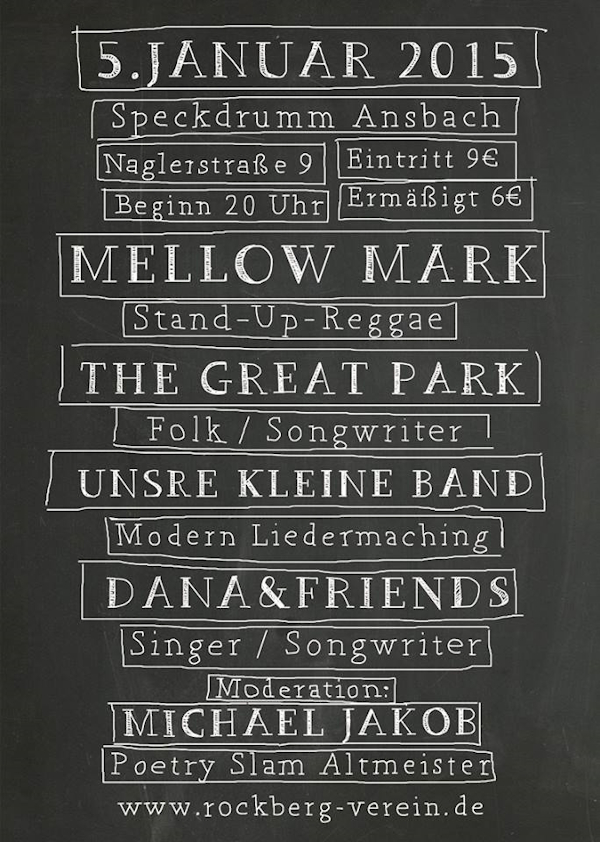 5.JANUAR 2015
Speckdrumm Ansbach
Naglerstraße 9
Beginn 20 Uhr
Eintritt 9€
Ermäßigt 6€
MELLOW MARK
Stand-Up-Reggae
THE GREAT PARK
Folk / Songwriter
UNSRE KLEINE BAND
Modern Liedermaching
DANA&FRIENDS
Singer / Songwriter
Moderation:
MICHAEL JAKOB
Poetry Slam Altmeister
www.rockberg-verein.de